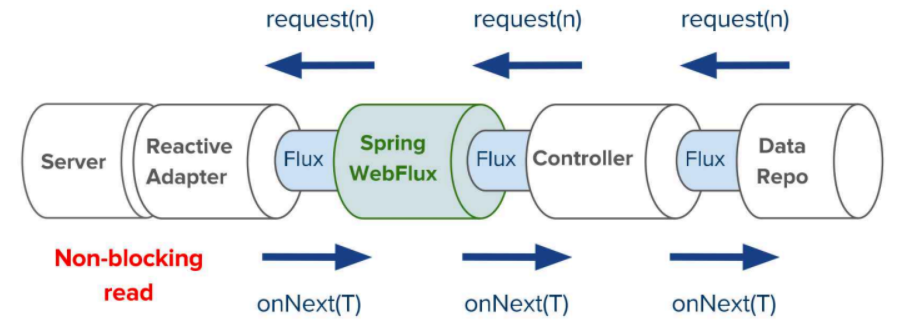 request(n)
request(n)
request(n)
Server
Reactive
Adapter
Flux
Spring
WebFlux
Flux
Controller
Flux
Data
Repo
Non-blocking
read
onNext(T)
onNext(T)
onNext(T)